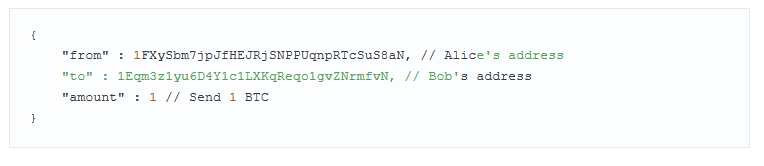 {
"from" : 1FXySbm7jpJfHEJRjSNPPUqnpRTcSuS8aN, // Alice's address
"to" : 1Eqm3z1yu6D4Y1c1LXKqReqo1gvZNrmfvN, // Bob's address
"amount" : 1 // Send 1 BTC
}